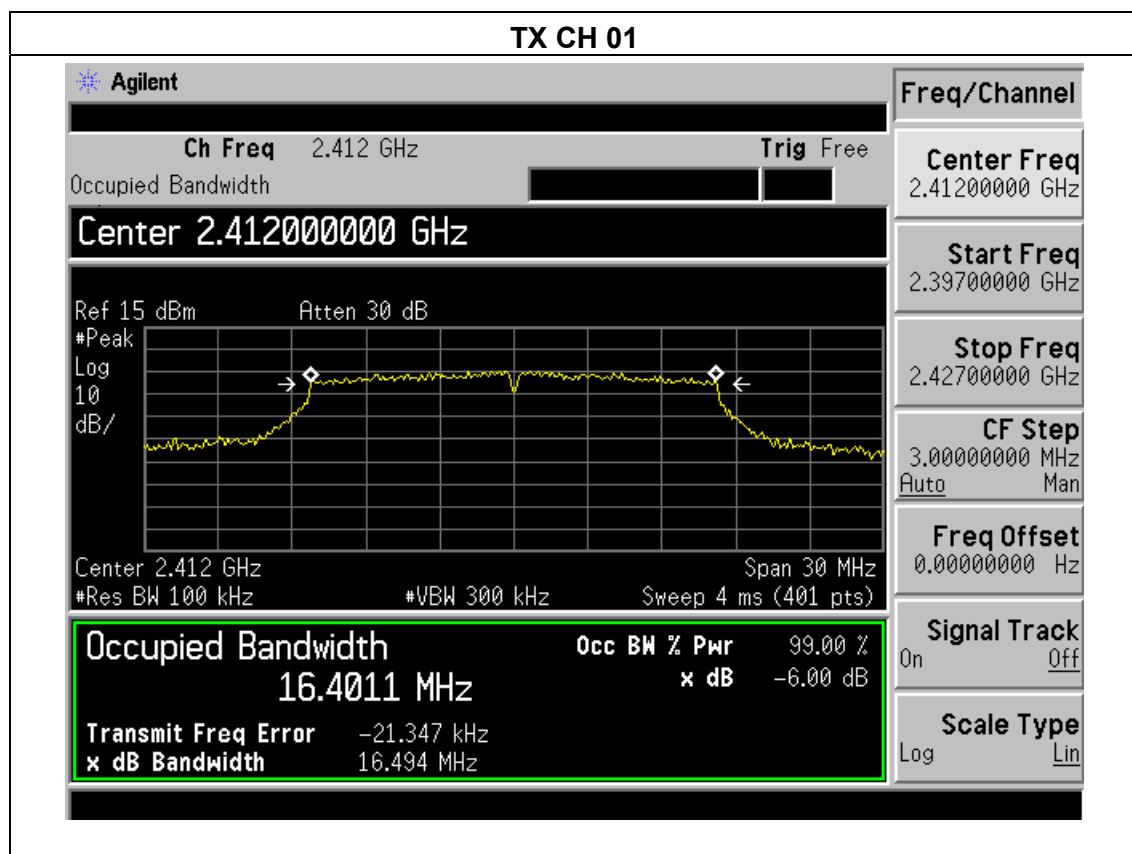 TX CH 01
Agilent
Freq/Channel
Ch Freq 2.412 GHz Trig Free
Occupied Bandwidth
Center 2.412000000 GHz
Ref 15 dBm Atten 30 dB
#Peak
Log
10
dB/
Center 2.412 GHz Span 30 MHz
#Res BW 100 kHz #VBW 300 kHz Sweep 4 ms (401 pts)
Occupied Bandwidth Occ BW % Pwr 99.00 %
16.4011 MHz x dB -6.00 dB
Transmit Freq Error -21.347 kHz
x dB Bandwidth 16.494 MHz
Center Freq
2.41200000 GHz
Start Freq
2.39700000 GHz
Stop Freq
2.42700000 GHz
CF Step
3.00000000 MHz
Auto Man
Freq Offset
0.00000000 Hz
Signal Track
On Off
Scale Type
Log Lin